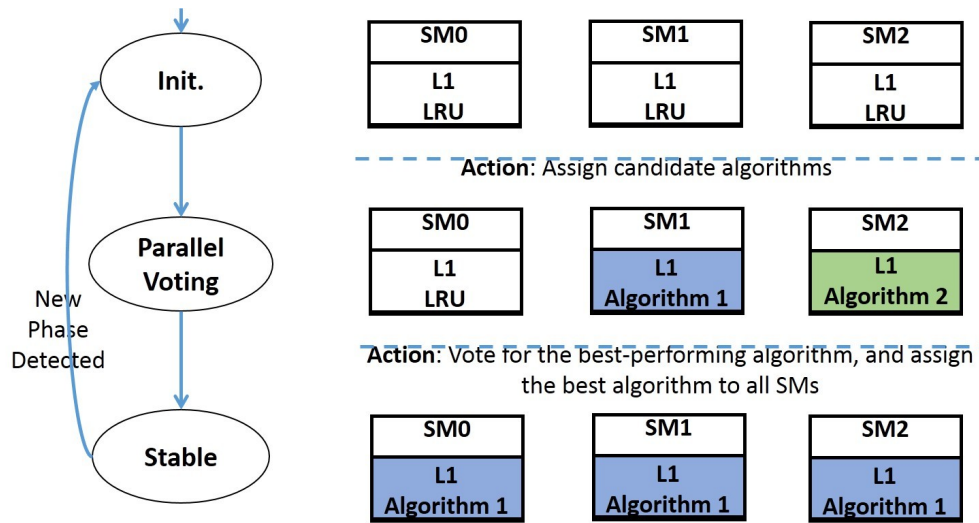 Init.
SM0
L1
LRU
SM1
L1
LRU
SM2
L1
LRU
Action: Assign candidate algorithms
Parallel
Voting
SM0
L1
LRU
SM1
L1
Algorithm 1
SM2
L1
Algorithm 2
New
Phase
Detected
Action: Vote for the best-performing algorithm, and assign
the best algorithm to all SMs
Stable
SM0
L1
Algorithm 1
SM1
L1
Algorithm 1
SM2
L1
Algorithm 1